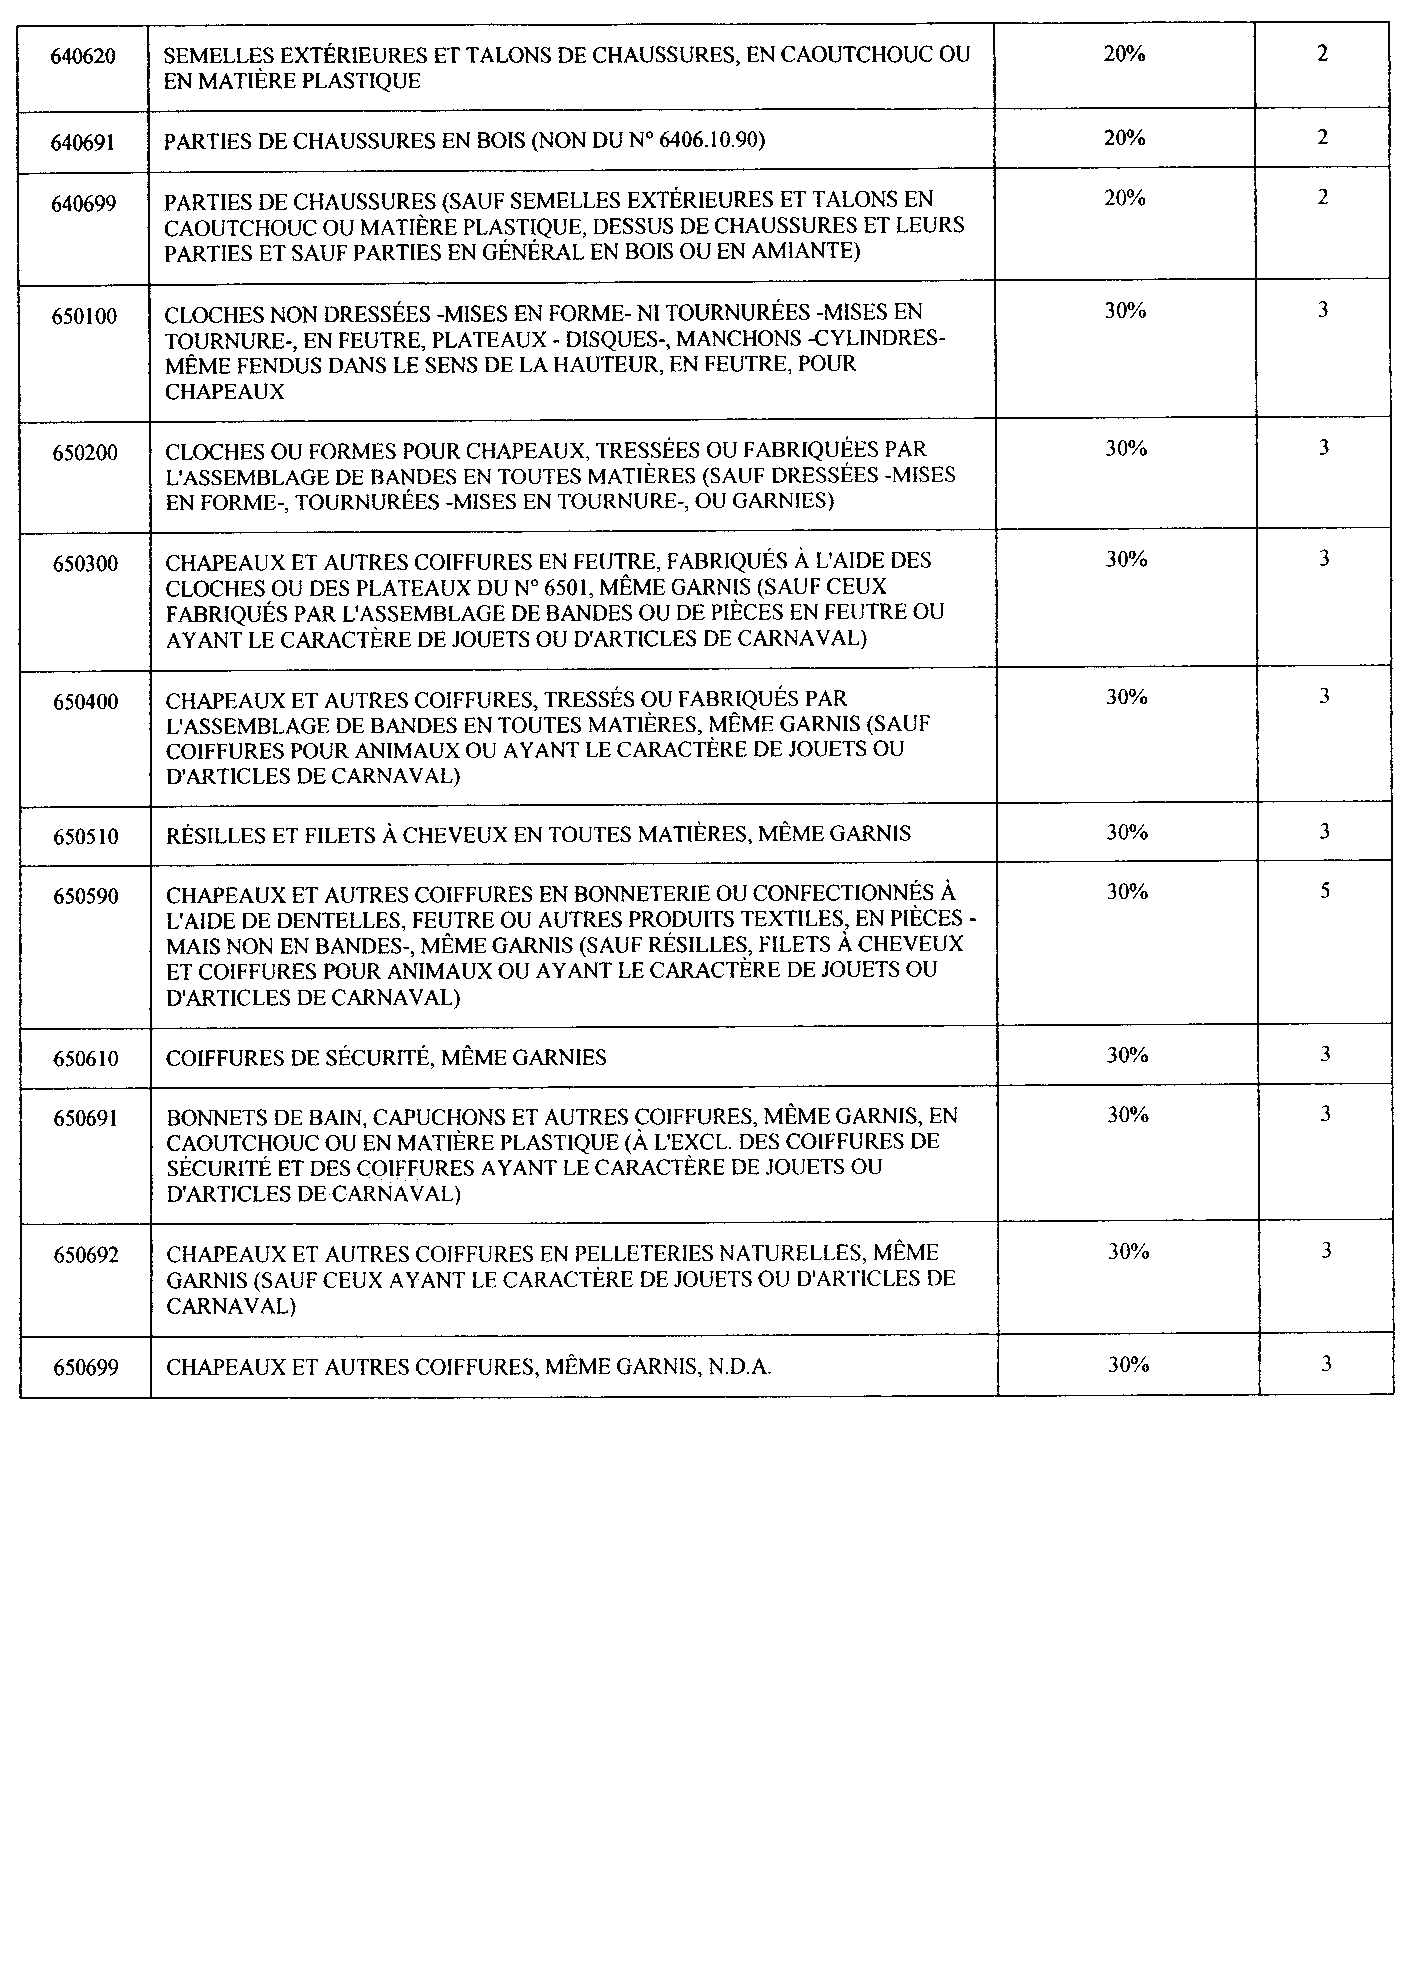 640620 SEMELLES EXTÉRIEURES ET TALONS DE CHAUSSURES, EN CAOUTCHOUC OU 20% 2
EN MATIÈRE PLASTIQUE
640691 PARTIES DE CHAUSSURES EN BOIS (NON DU N° 6406.10.90) 20% 2
640699 PARTIES DE CHAUSSURES (SAUF SEMELLES EXTÉRIEURES ET TALONS EN 20% 2
CAOUTCHOUC OU MATIÈRE PLASTIQUE, DESSUS DE CHAUSSURES ET LEURS
PARTIES ET SAUF PARTIES EN GÉNÉRAL EN BOIS OU EN AMIANTE)
650100 CLOCHES NON DRESSÉES -MISES EN FORME- NI TOURNURÉES -MISES EN 30% 3
TOURNURE-, EN FEUTRE, PLATEAUX - DISQUES-, MANCHONS -CYLINDRES-
MÊME FENDUS DANS LE SENS DE LA HAUTEUR, EN FEUTRE, POUR
CHAPEAUX
650200 CLOCHES OU FORMES POUR CHAPEAUX, TRESSÉES OU FABRIQUÉES PAR 30% 3
L'ASSEMBLAGE DE BANDES EN TOUTES MATIÈRES (SAUF DRESSÉES -MISES
EN FORME-, TOURNURÉES -MISES EN TOURNURE-, OU GARNIES)
650300 CHAPEAUX ET AUTRES COIFFURES EN FEUTRE, FABRIQUÉS À L'AIDE DES 30% 3
CLOCHES OU DES PLATEAUX DU N° 6501, MÊME GARNIS (SAUF CEUX
FABRIQUÉS PAR L'ASSEMBLAGE DE BANDES OU DE PIÈCES EN FEUTRE OU
AYANT LE CARACTÈRE DE JOUETS OU D'ARTICLES DE CARNAVAL)
650400 CHAPEAUX ET AUTRES COIFFURES, TRESSÉS OU FABRIQUÉS PAR 30% 3
L'ASSEMBLAGE DE BANDES EN TOUTES MATIÈRES, MÊME GARNIS (SAUF
COIFFURES POUR ANIMAUX OU AYANT LE CARACTÈRE DE JOUETS OU
D'ARTICLES DE CARNAVAL)
650510 RÉSILLES ET FILETS À CHEVEUX EN TOUTES MATIÈRES, MÊME GARNIS 30% 3
650590 CHAPEAUX ET AUTRES COIFFURES EN BONNETERIE OU CONFECTIONNÉS À 30% 5
L'AIDE DE DENTELLES, FEUTRE OU AUTRES PRODUITS TEXTILES, EN PIÈCES -
MAIS NON EN BANDES-, MÊME GARNIS (SAUF RÉSILLES, FILETS À CHEVEUX
ET COIFFURES POUR ANIMAUX OU AYANT LE CARACTÈRE DE JOUETS OU
D'ARTICLES DE CARNAVAL)
650610 COIFFURES DE SÉCURITÉ, MÊME GARNIES 30% 3
650691 BONNETS DE BAIN, CAPUCHONS ET AUTRES COIFFURES, MÊME GARNIS, EN 30% 3
CAOUTCHOUC OU EN MATIÈRE PLASTIQUE (À L'EXCL. DES COIFFURES DE
SÉCURITÉ ET DES COIFFURES AYANT LE CARACTÈRE DE JOUETS OU
D'ARTICLES DE CARNAVAL)
650692 CHAPEAUX ET AUTRES COIFFURES EN PELLETERIES NATURELLES, MÊME 30% 3
GARNIS (SAUF CEUX AYANT LE CARACTÈRE DE JOUETS OU D'ARTICLES DE
CARNAVAL)
650699 CHAPEAUX ET AUTRES COIFFURES, MÊME GARNIS, N.D.A. 30% 3